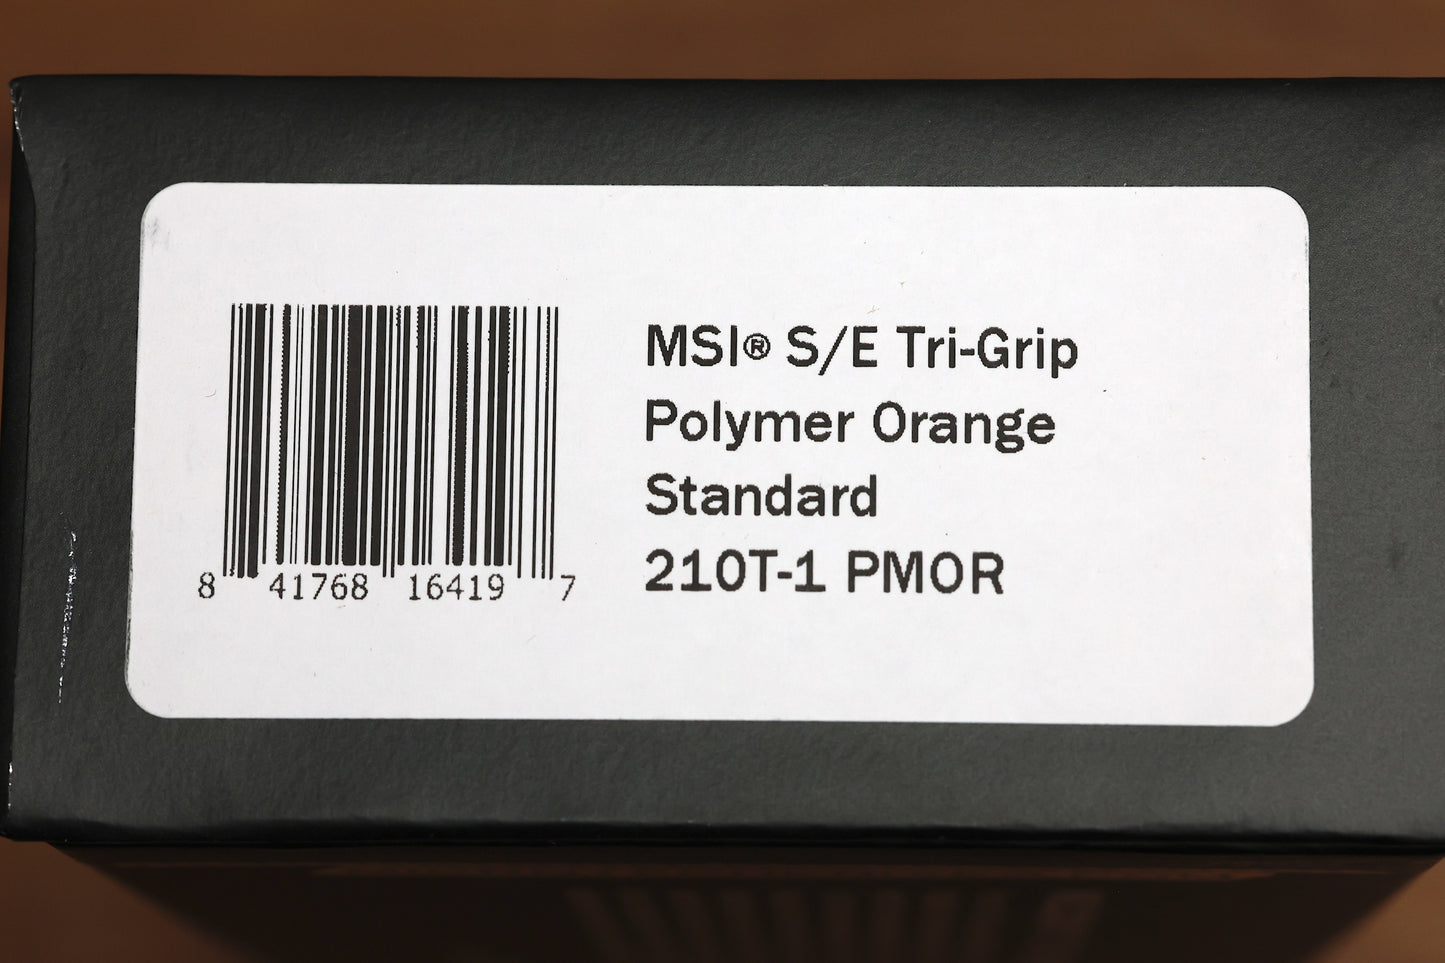 MSI® S/E Tri-Grip
Polymer Orange
Standard
210T-1 PMOR
8 41768 16419 7